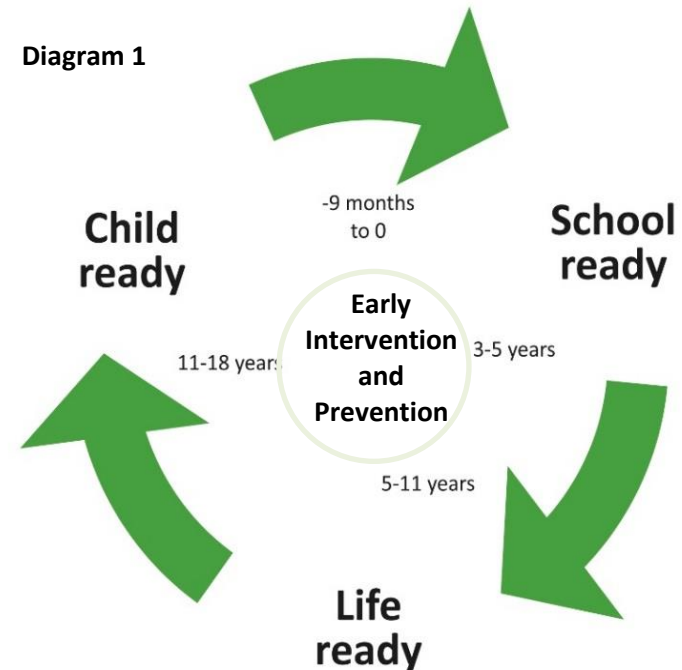 Diagram 1
-9 months
to 0
Child
ready
School
ready
Early
Intervention
and
Prevention
11-18 years
3-5 years
5-11 years
Life
ready